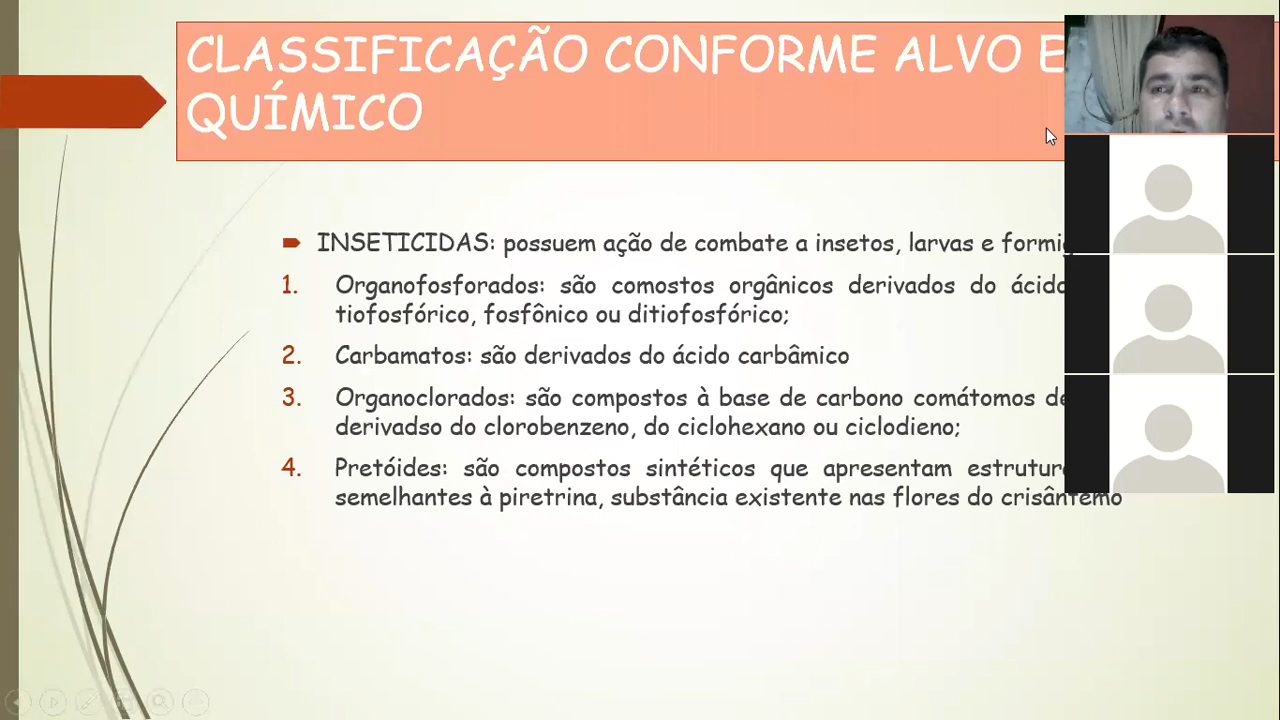 CLASSIFICAÇÃO CONFORME ALVO E
QUÍMICO
INSETICIDAS: possuem ação de combate a insetos, larvas e
1. Organofosforados: são comostos orgânicos derivados do ácido
tiofosfórico, fosfônico ou ditiofosfórico;
2. Carbamatos: são derivados do ácido carbâmico
3. Organoclorados: são compostos à base de carbono comátomos de
derivadso do clorobenzeno, do ciclohexano ou ciclodieno;
4. Pretóides: são compostos sintéticos que apresentam
semelhantes à piretrina, substância existente nas flores do crisântemo